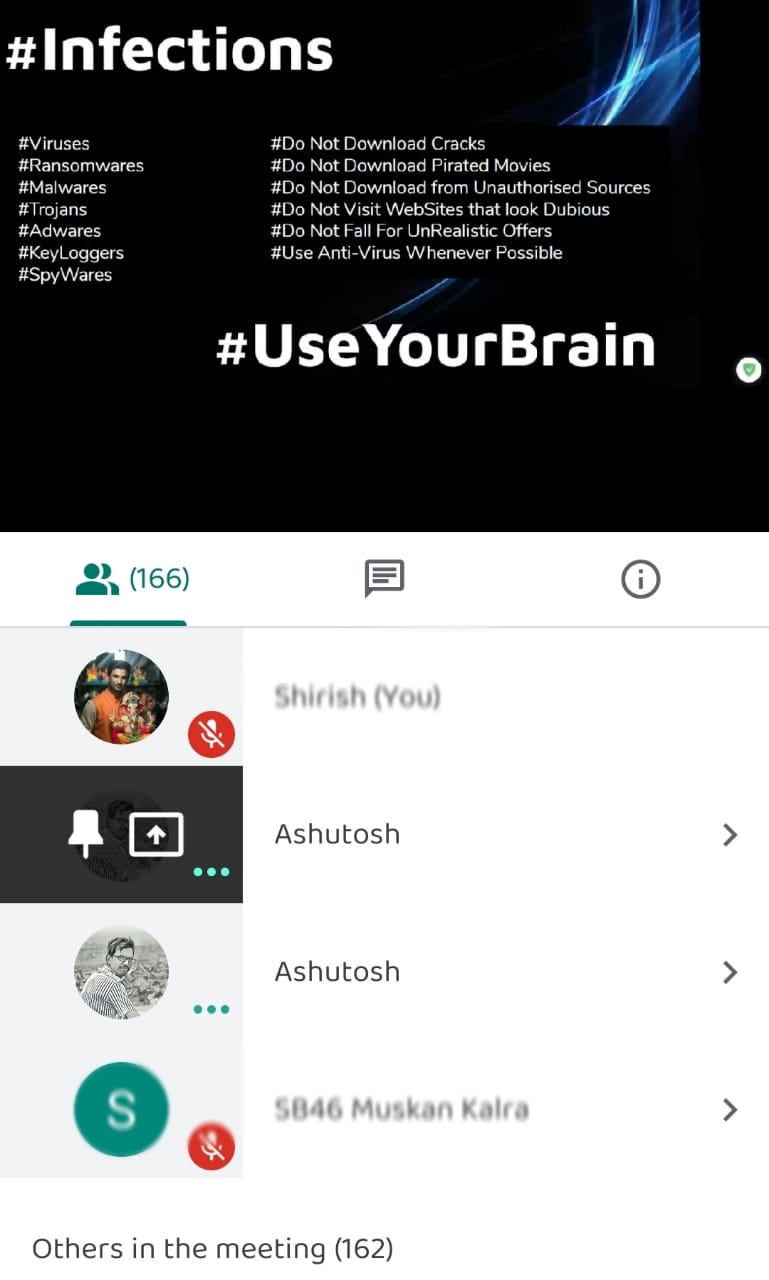 #Infections
#Viruses
#Ransomwares
#Malwares
#Trojans
#Adwares
#KeyLoggers
#SpyWares
#Do Not Download Cracks
#Do Not Download Pirated Movies
#Do Not Download from Unauthorised Sources
#Do Not Visit WebSites that look Dubious
#Do Not Fall For UnRealistic Offers
#Use Anti-Virus Whenever Possible
#UseYourBrain
(166)
Shirish (You)
Ashutosh
Ashutosh
S
SB46 Muskan Kalra
Others in the meeting (162)